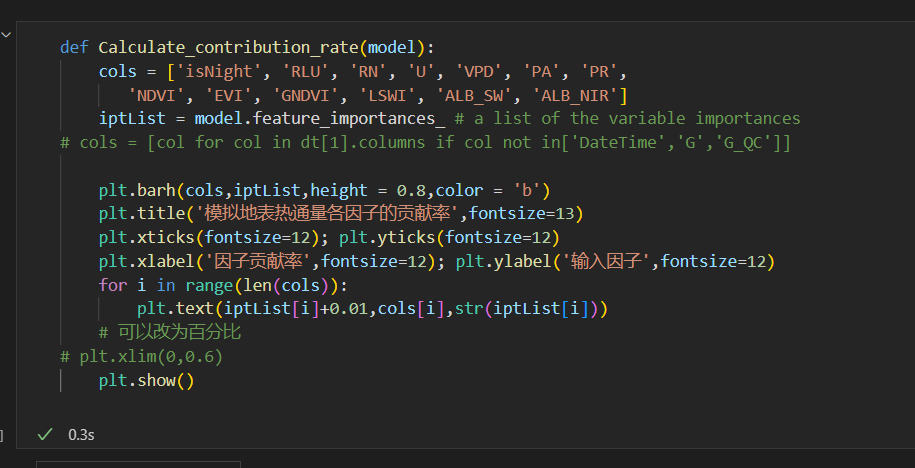 def Calculate_contribution_rate(model):
cols = ['isNight', 'RLU', 'RN', 'U', 'VPD', 'PA', 'PR',
'NDVI', 'EVI', 'GNDVI', 'LSWI', 'ALB_SW', 'ALB_NIR']
iptList = model.feature_importances_ # a list of the variable importances
# cols = [col for col in dt[1].columns if col not in['DateTime','G','G_QC']]
plt.barh(cols,iptList,height = 0.8,color = 'b')
plt.title('模拟地表热通量各因子的贡献率',fontsize=13)
plt.xticks(fontsize=12); plt.yticks(fontsize=12)
plt.xlabel('因子贡献率',fontsize=12); plt.ylabel('输入因子',fontsize=12)
for i in range(len(cols)):
plt.text(iptList[i]+0.01,cols[i],str(iptList[i]))
# 可以改为百分比
# plt.xlim(0,0.6)
plt.show()
] 0.3s